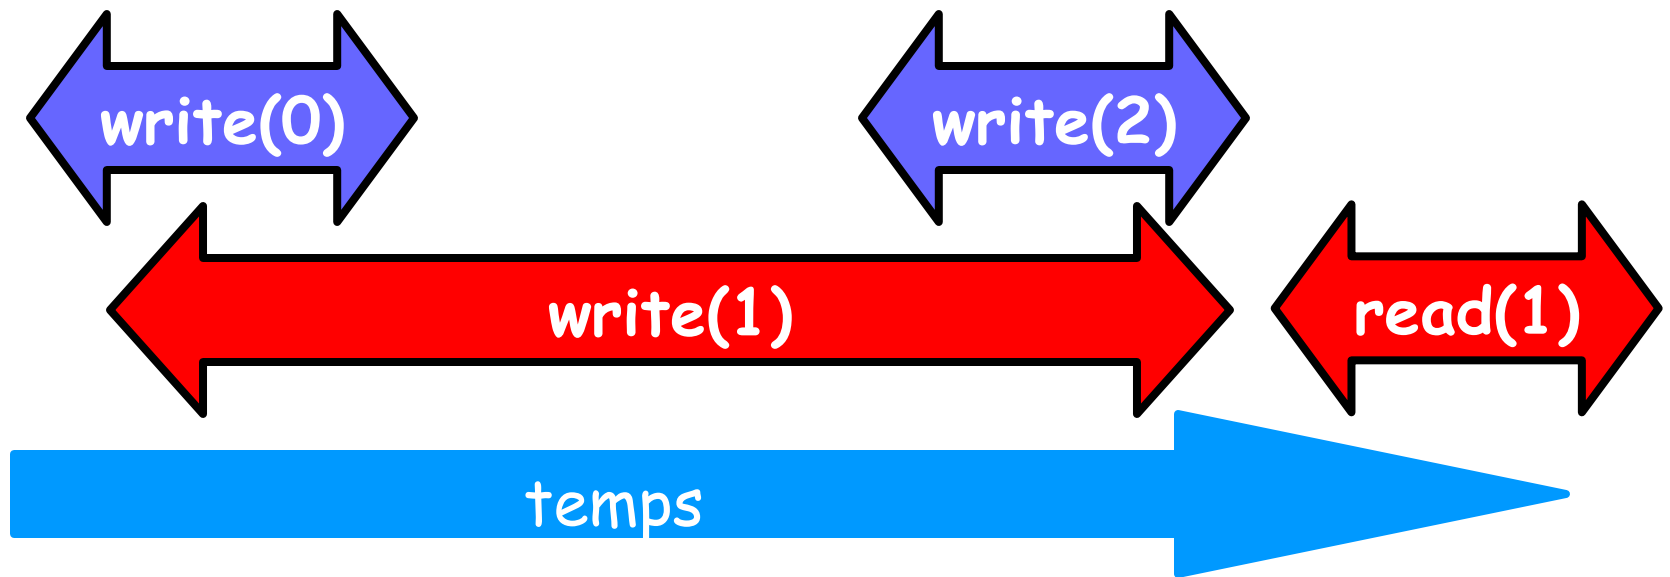 write(0)
write(2)
write(1)
read(1)
temps